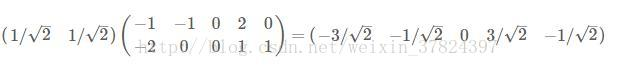 (1/√2 1/√2) ( −1 −1 0 2 0
−2 0 0 1 1 ) = (−3/√2 −1/√2 0 3/√2 −1/√2)
http://blog.csdn.net/weixin_37824397